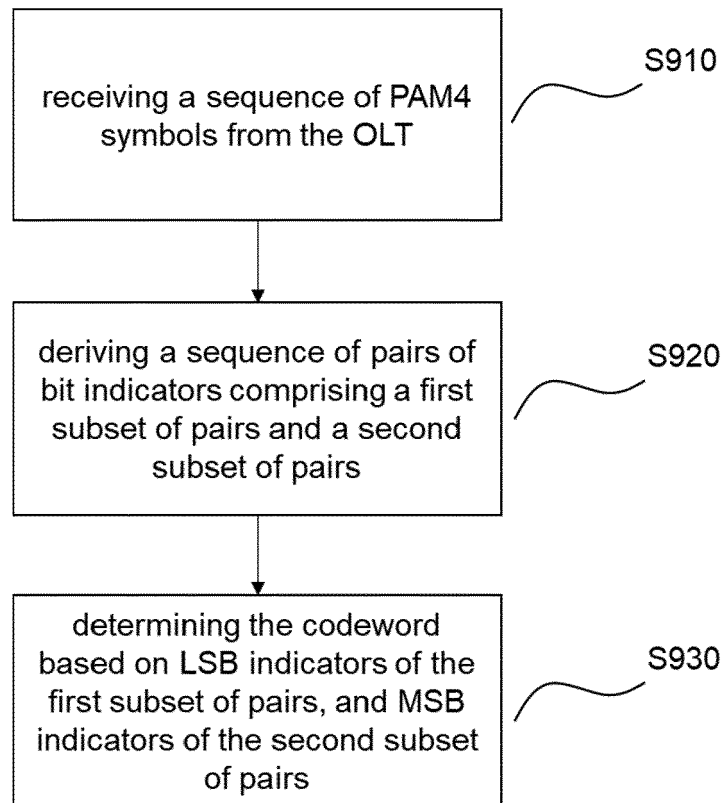 receiving a sequence of PAM4
symbols from the OLT
S910
deriving a sequence of pairs of
bit indicators comprising a first
subset of pairs and a second
subset of pairs
S920
determining the codeword
based on LSB indicators of the
first subset of pairs, and MSB
indicators of the second subset
of pairs
S930